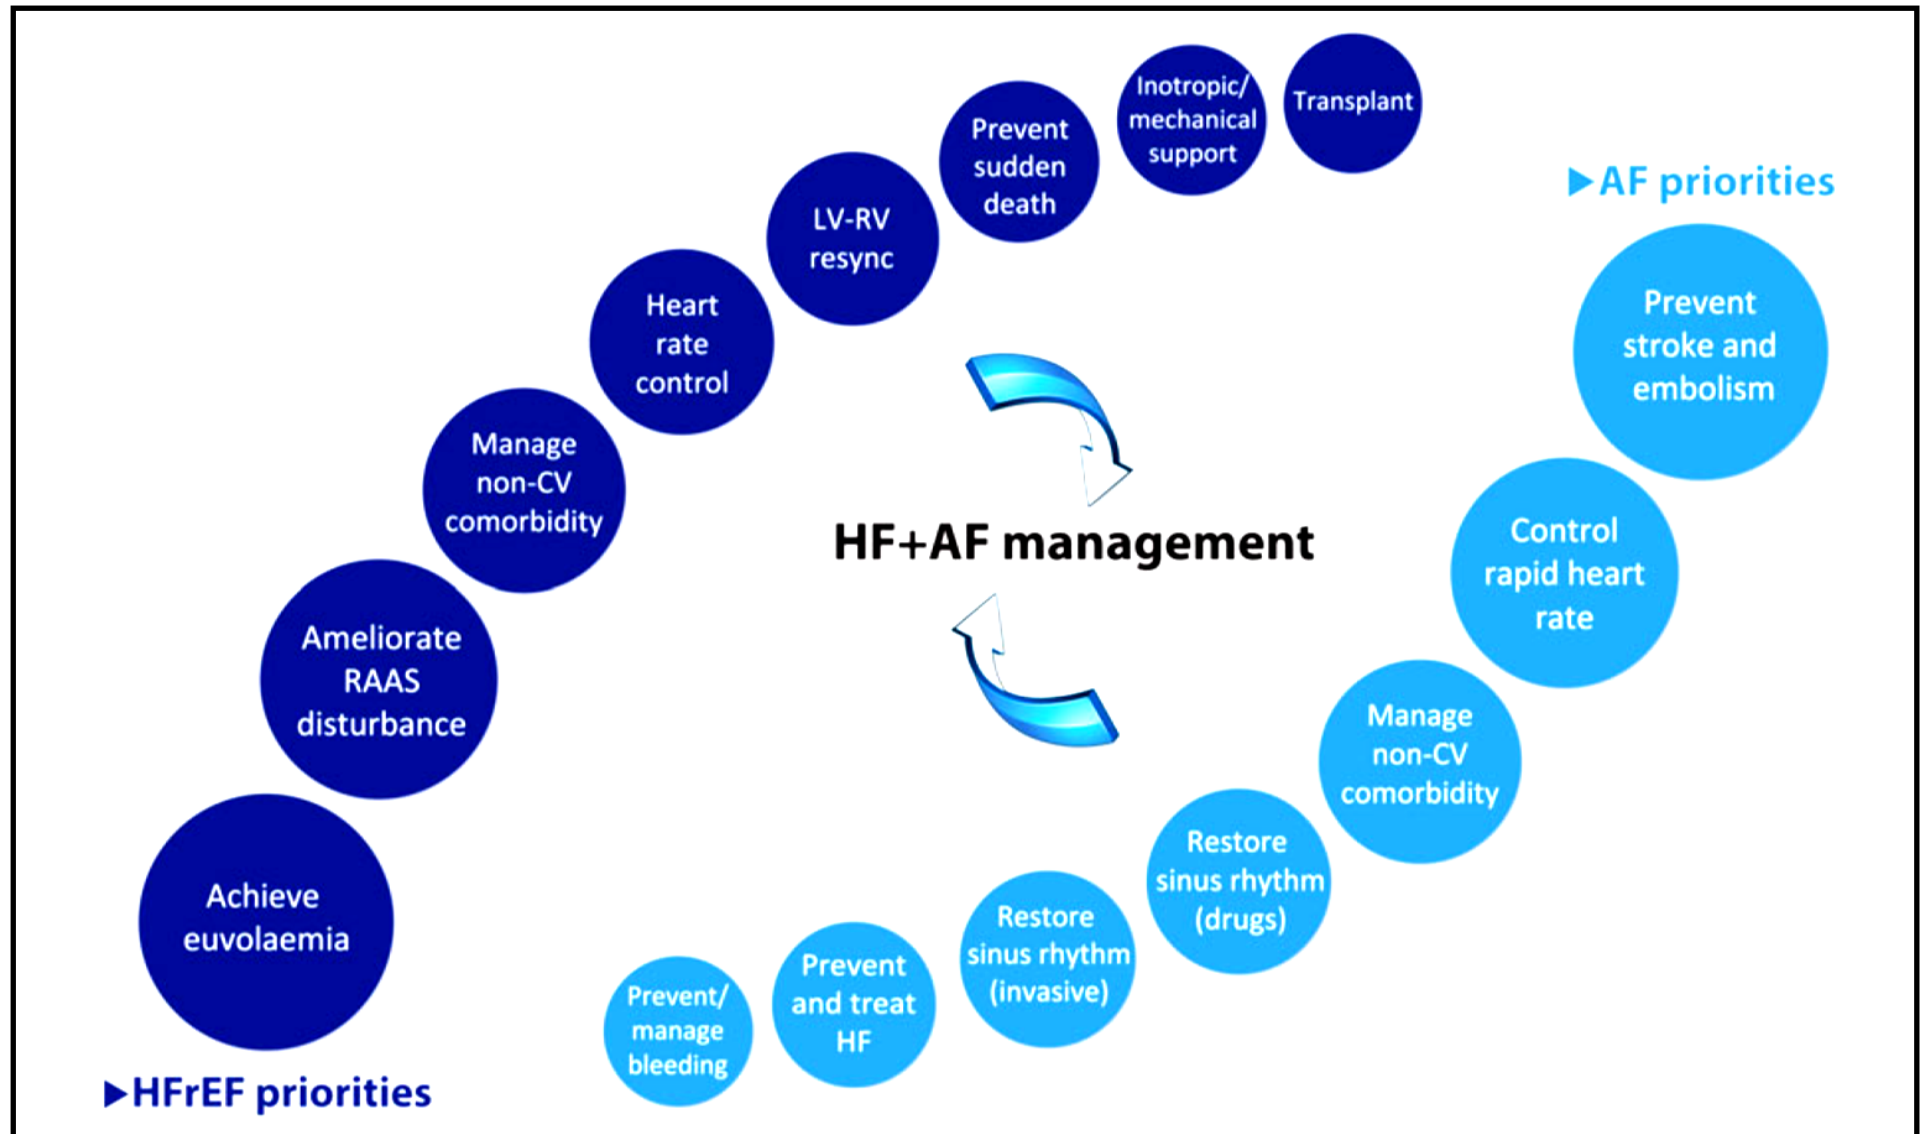 Inotropic/
mechanical
support
Transplant
Prevent
sudden
death
LV-RV
resync
Heart
rate
control
Manage
non-CV
comorbidity
Ameliorate
RAAS
disturbance
Achieve
euvolaemia
▶HFrEF priorities
HF+AF management
▶AF priorities
Prevent
stroke and
embolism
Control
rapid heart
rate
Manage
non-CV
comorbidity
Restore
sinus rhythm
(drugs)
Restore
sinus rhythm
(invasive)
Prevent
and treat
HF
Prevent/
manage
bleeding